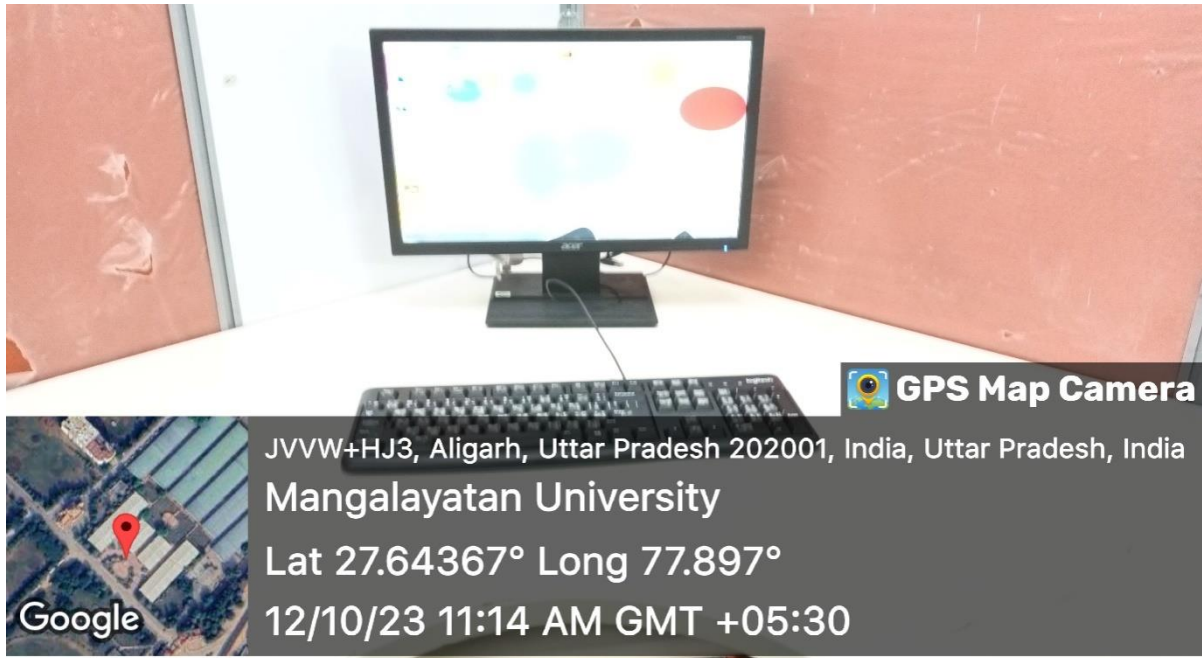 acer
logitech
GPS Map Camera
JVVW+HJ3, Aligarh, Uttar Pradesh 202001, India, Uttar Pradesh, India
Mangalayatan University
Lat 27.64367° Long 77.897°
12/10/23 11:14 AM GMT +05:30
Google